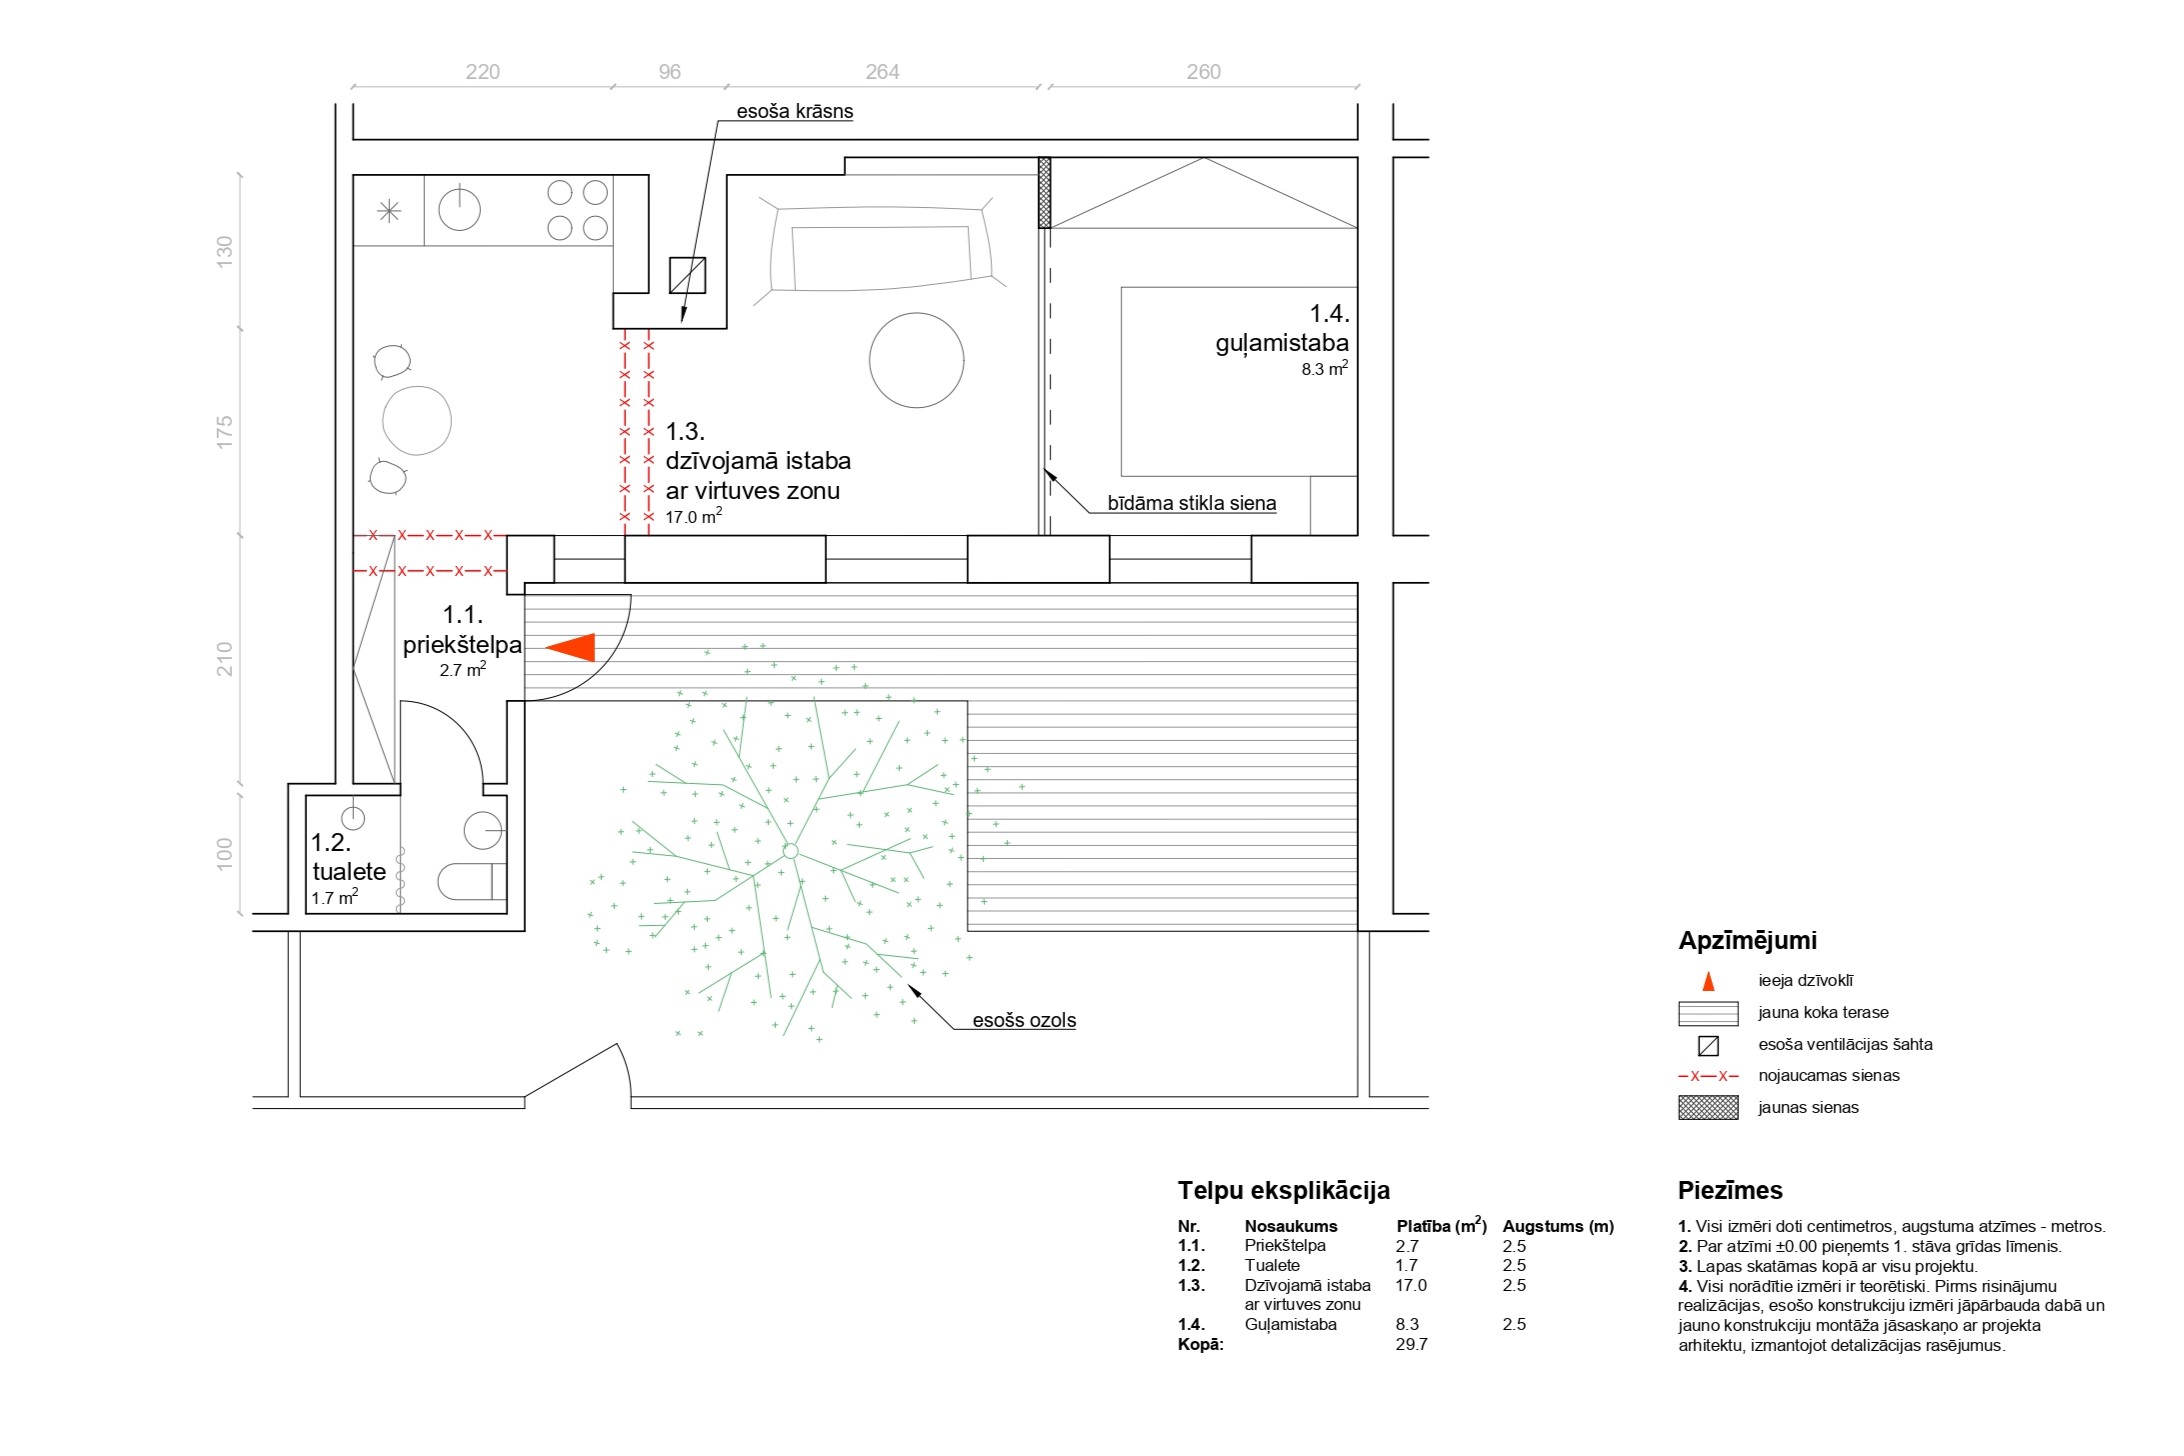 220
96
264
260
esoša krāsns
130
175
210
100
1.4.
guļamistaba
8.3 m²
1.3.
dzīvojamā istaba
ar virtuves zonu
17.0 m²
bīdāma stikla siena
1.1.
priekštelpa
2.7 m²
1.2.
tualete
1.7 m²
esošs ozols
Apzīmējumi
ieeja dzīvoklī
jauna koka terase
esoša ventilācijas šahta
nojaucamas sienas
jaunas sienas
Telpu eksplikācija
Nr. Nosaukums Platība (m²) Augstums (m)
1.1. Priekštelpa 2.7 2.5
1.2. Tualete 1.7 2.5
1.3. Dzīvojamā istaba 17.0 2.5
ar virtuves zonu
1.4. Guļamistaba 8.3 2.5
Kopā: 29.7
Piezīmes
1. Visi izmēri doti centimetros, augstuma atzīmes - metros.
2. Par atzīmi ±0.00 pieņemts 1. stāva grīdas līmenis.
3. Lapas skatāmas kopā ar visu projektu.
4. Visi norādītie izmēri ir teorētiski. Pirms risinājumu
realizācijas, esošo konstrukciju izmēri jāpārbauda dabā un
jauno konstrukciju montāža jāsaskaņo ar projekta
arhitektu, izmantojot detalizācijas rasējumus.